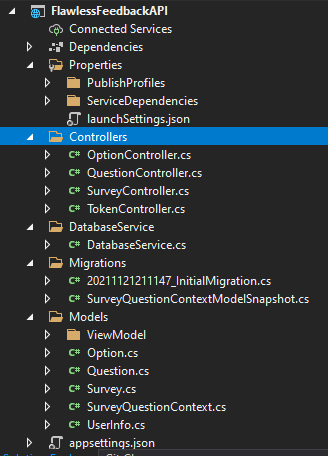 FlawlessFeedbackAPI
Connected Services
Dependencies
Properties
PublishProfiles
ServiceDependencies
launchSettings.json
Controllers
C# OptionController.cs
C# QuestionController.cs
C# SurveyController.cs
C# TokenController.cs
DatabaseService
C# DatabaseService.cs
Migrations
C# 20211121211147_InitialMigration.cs
C# SurveyQuestionContextModelSnapshot.cs
Models
ViewModel
C# Option.cs
C# Question.cs
C# Survey.cs
C# SurveyQuestionContext.cs
C# UserInfo.cs
appsettings.json